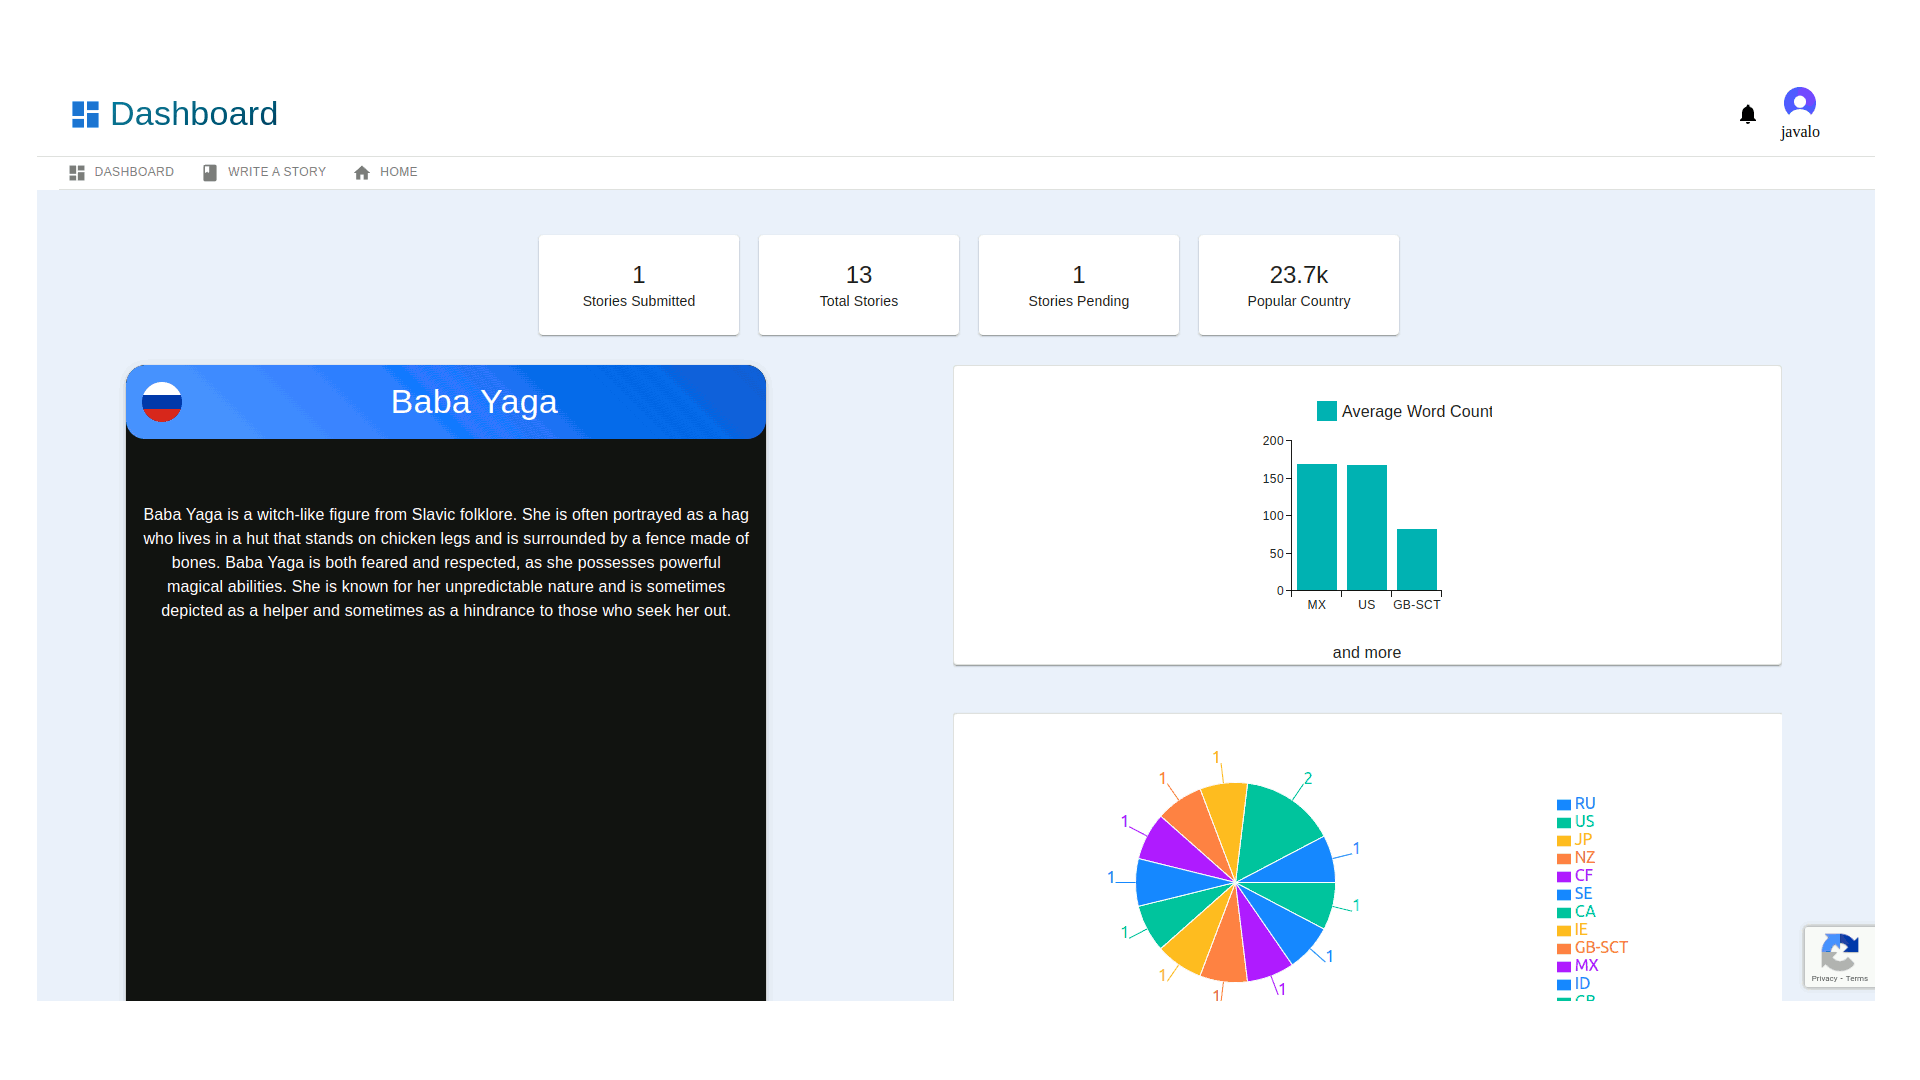 Dashboard
javalo
DASHBOARD
WRITE A STORY
HOME
1
Stories Submitted
13
Total Stories
1
Stories Pending
23.7k
Popular Country
Baba Yaga
Baba Yaga is a witch-like figure from Slavic folklore. She is often portrayed as a hag
who lives in a hut that stands on chicken legs and is surrounded by a fence made of
bones. Baba Yaga is both feared and respected, as she possesses powerful
magical abilities. She is known for her unpredictable nature and is sometimes
depicted as a helper and sometimes as a hindrance to those who seek her out.
Average Word Count
200
150
100
50
0
MX
US
GB-SCT
and more
1
2
1
1
1
1
1
1
1
1
1
1
1
RU
US
JP
NZ
CF
SE
CA
IE
GB-SCT
MX
ID
Privacy - Terms